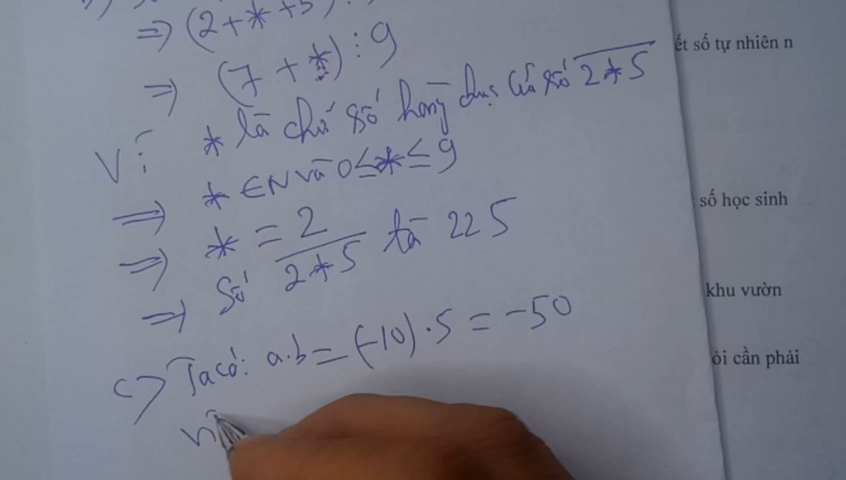 => (2+*+5) ⋮
=> (7 + *) ⋮ 9
Vì * là chữ số hàng chục của số 2*5
=> * ∈ N và 0 ≤ * ≤ 9
=> * = 2
=> Số 2*5 là 225
c> Ta có: a.b = (-10).5 = -50
ết số tự nhiên n
số học sinh
khu vườn
ỏi cần phải